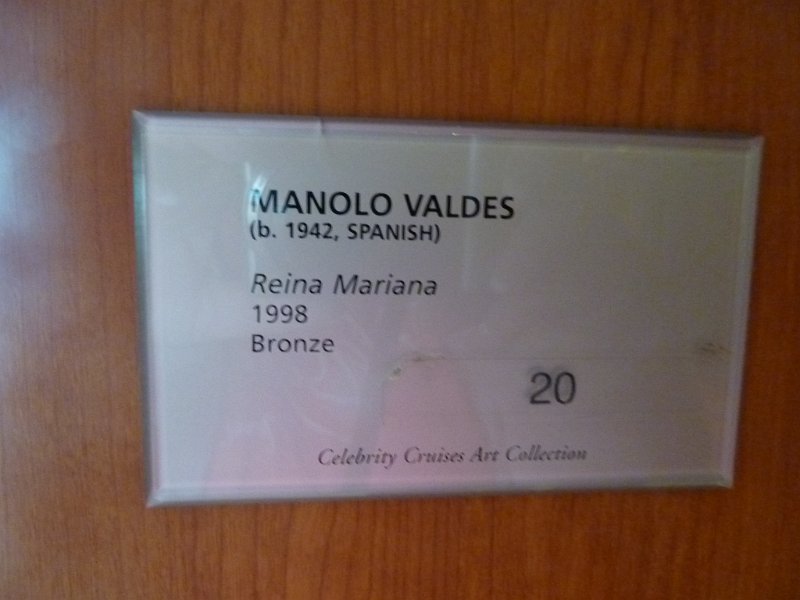 MANOLO VALDES
(b. 1942, SPANISH)
Reina Mariana
1998
Bronze
20
Celebrity Cruises Art Collection